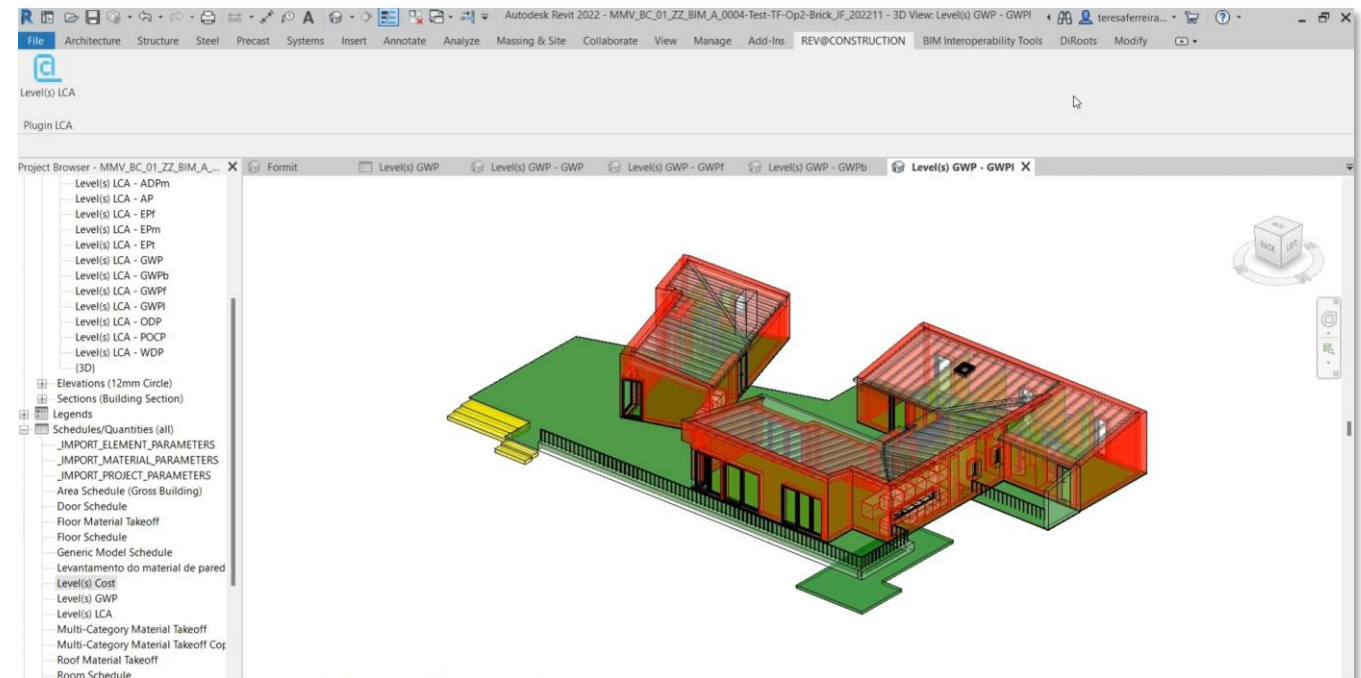 Autodesk Revit 2022 - MMV_BC_01_ZZ_BIM_A_0004-Test-TF-Op2-Brick_JF_202211 - 3D View: Level(s) GWP - GWPl teresaferreira...
File Architecture Structure Steel Precast Systems Insert Annotate Analyze Massing & Site Collaborate View Manage Add-Ins REV@CONSTRUCTION BIM Interoperability Tools DiRoots Modify
Level(s) LCA
Plugin LCA
Project Browser - MMV_BC_01_ZZ_BIM_A_... Formit Level(s) GWP Level(s) GWP - GWP Level(s) GWP - GWPf Level(s) GWP - GWPb Level(s) GWP - GWPl
Level(s) LCA - ADPm
Level(s) LCA - AP
Level(s) LCA - EPf
Level(s) LCA - EPm
Level(s) LCA - EPt
Level(s) LCA - GWP
Level(s) LCA - GWPb
Level(s) LCA - GWPf
Level(s) LCA - GWPl
Level(s) LCA - ODP
Level(s) LCA - POCP
Level(s) LCA - WDP
(3D)
Elevations (12mm Circle)
Sections (Building Section)
Legends
Schedules/Quantities (all)
_IMPORT_ELEMENT_PARAMETERS
_IMPORT_MATERIAL_PARAMETERS
_IMPORT_PROJECT_PARAMETERS
Area Schedule (Gross Building)
Door Schedule
Floor Material Takeoff
Floor Schedule
Generic Model Schedule
Levantamento do material de pared
Level(s) Cost
Level(s) GWP
Level(s) LCA
Multi-Category Material Takeoff
Multi-Category Material Takeoff Cop
Roof Material Takeoff
Room Schedule
BACK LEFT